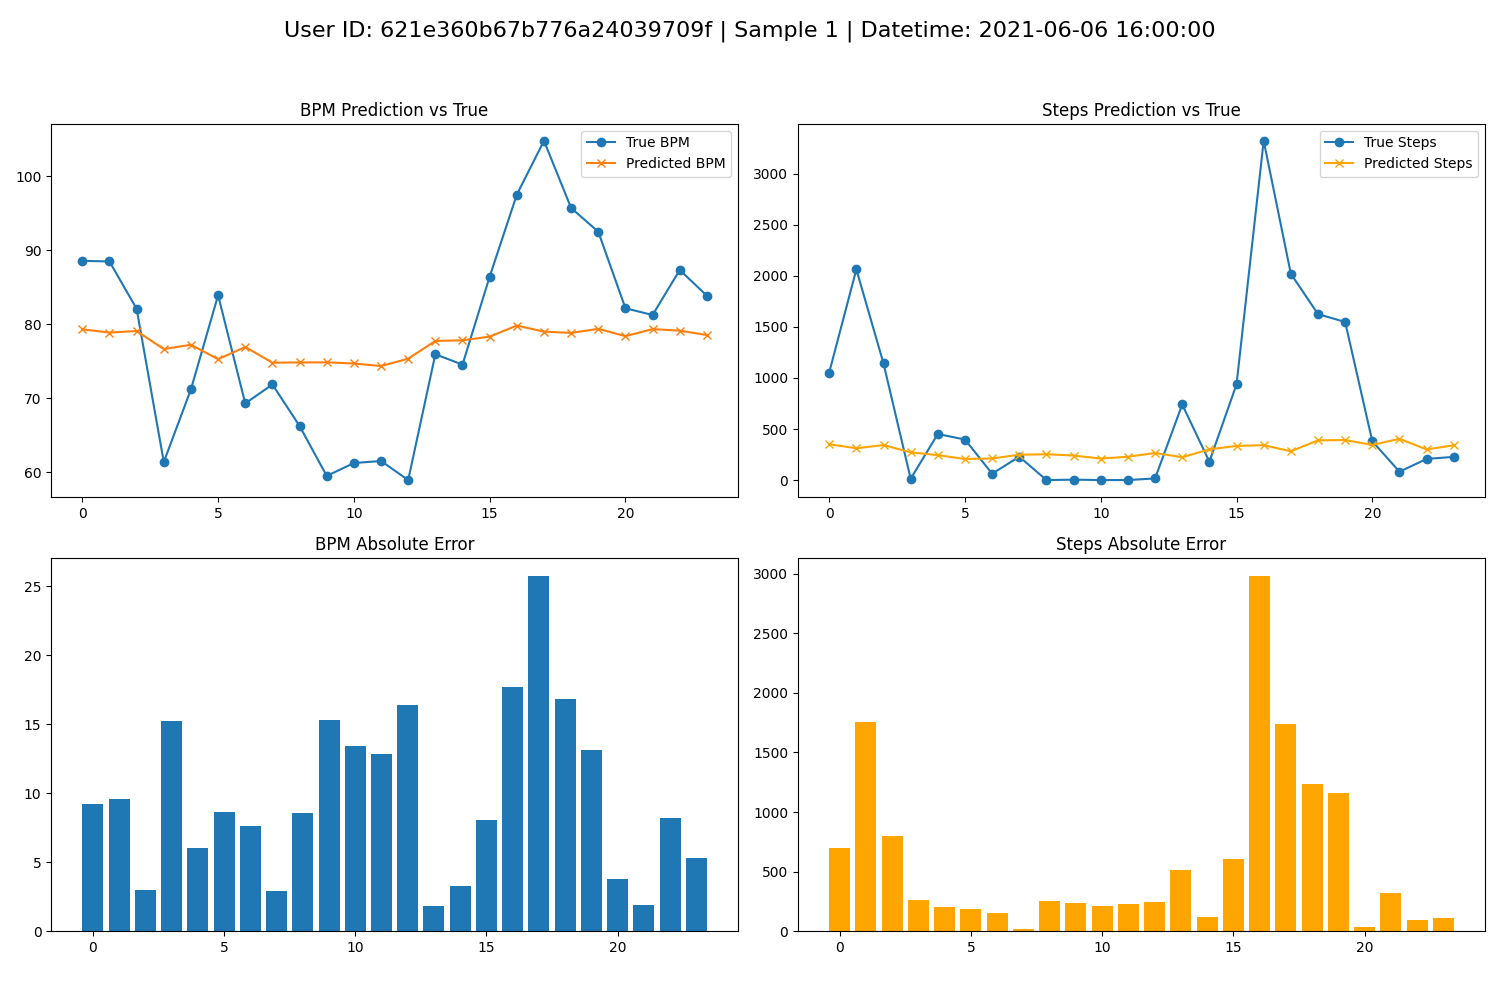 User ID: 621e360b67b776a24039709f | Sample 1 | Datetime: 2021-06-06 16:00:00
BPM Prediction vs True
True BPM
Predicted BPM
100
90
80
70
60
0 5 10 15 20
Steps Prediction vs True
True Steps
Predicted Steps
3000
2500
2000
1500
1000
500
0
0 5 10 15 20
BPM Absolute Error
25
20
15
10
5
0
0 5 10 15 20
Steps Absolute Error
3000
2500
2000
1500
1000
500
0
0 5 10 15 20